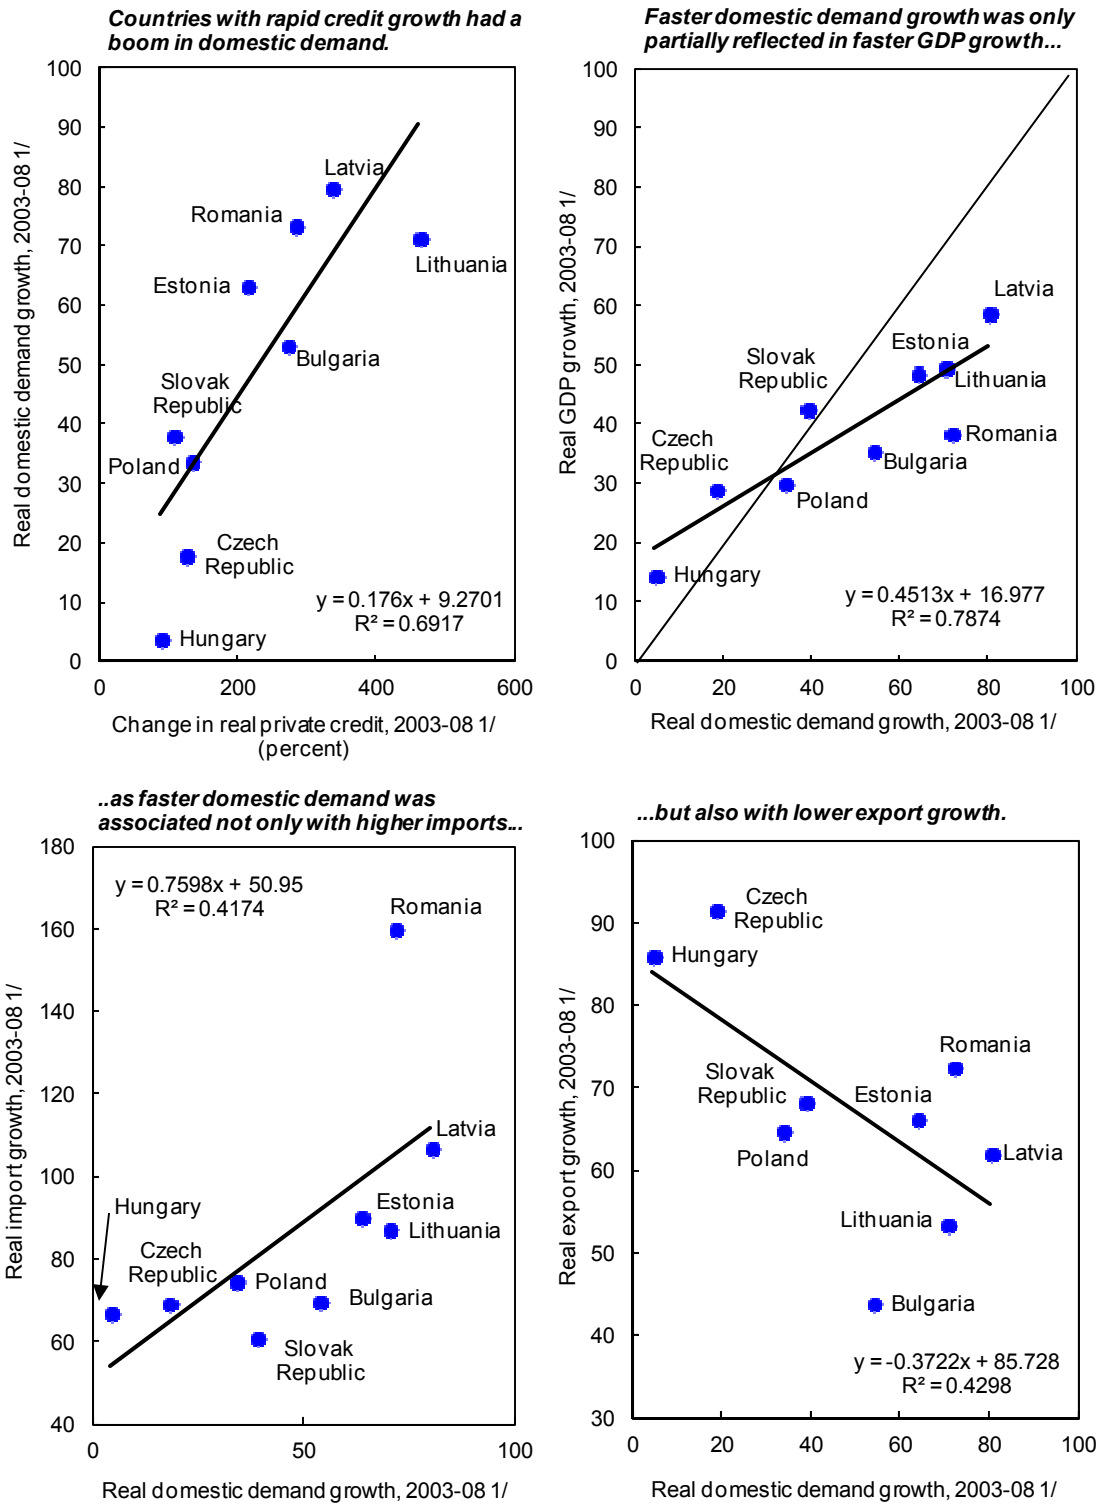 Countries with rapid credit growth had a
boom in domestic demand.
100
90
80
70
60
50
40
30
20
10
0
Real domestic demand growth, 2003-08 1/
Latvia
Romania
Lithuania
Estonia
Bulgaria
Slovak
Republic
Poland
Czech
Republic
y = 0.176x + 9.2701
R² = 0.6917
Hungary
0 200 400 600
Change in real private credit, 2003-08 1/
(percent)
Faster domestic demand growth was only
partially reflected in faster GDP growth...
100
90
80
70
60
50
40
30
20
10
0
Real GDP growth, 2003-08 1/
Latvia
Estonia
Slovak
Republic
Lithuania
Czech
Republic
Romania
Bulgaria
Poland
Hungary
y = 0.4513x + 16.977
R² = 0.7874
0 20 40 60 80 100
Real domestic demand growth, 2003-08 1/
..as faster domestic demand was
associated not only with higher imports...
180
160
140
120
100
80
60
40
Real import growth, 2003-08 1/
y = 0.7598x + 50.95
R² = 0.4174
Romania
Latvia
Hungary
Estonia
Lithuania
Czech
Republic
Poland
Bulgaria
Slovak
Republic
0 50 100
Real domestic demand growth, 2003-08 1/
...but also with lower export growth.
100
90
80
70
60
50
40
30
Real export growth, 2003-08 1/
Czech
Republic
Hungary
Romania
Slovak
Republic
Estonia
Poland
Latvia
Lithuania
Bulgaria
y = -0.3722x + 85.728
R² = 0.4298
0 20 40 60 80 100
Real domestic demand growth, 2003-08 1/